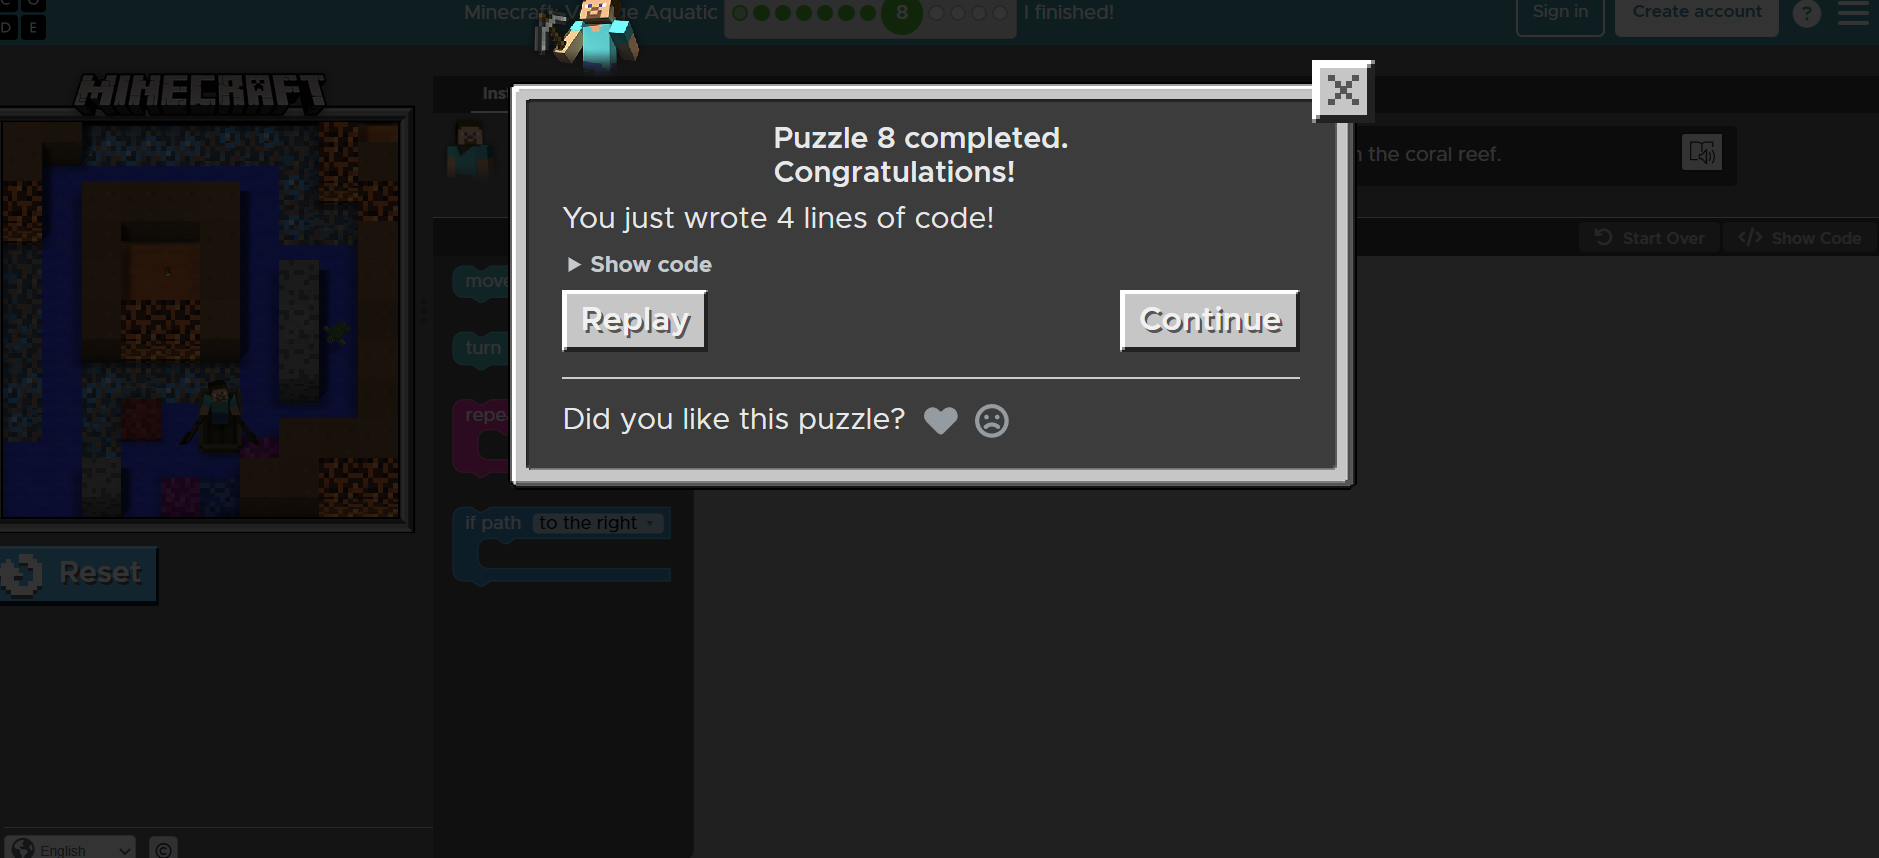 C O
D E
Minecraft: V ge Aquatic
8
I finished!
Sign in
Create account
?
MINECRAFT
Ins
the coral reef.
Start Over
</> Show Code
move
turn
repe
if path to the right
Reset
Puzzle 8 completed.
Congratulations!
You just wrote 4 lines of code!
Show code
Replay
Continue
Did you like this puzzle?
English
©